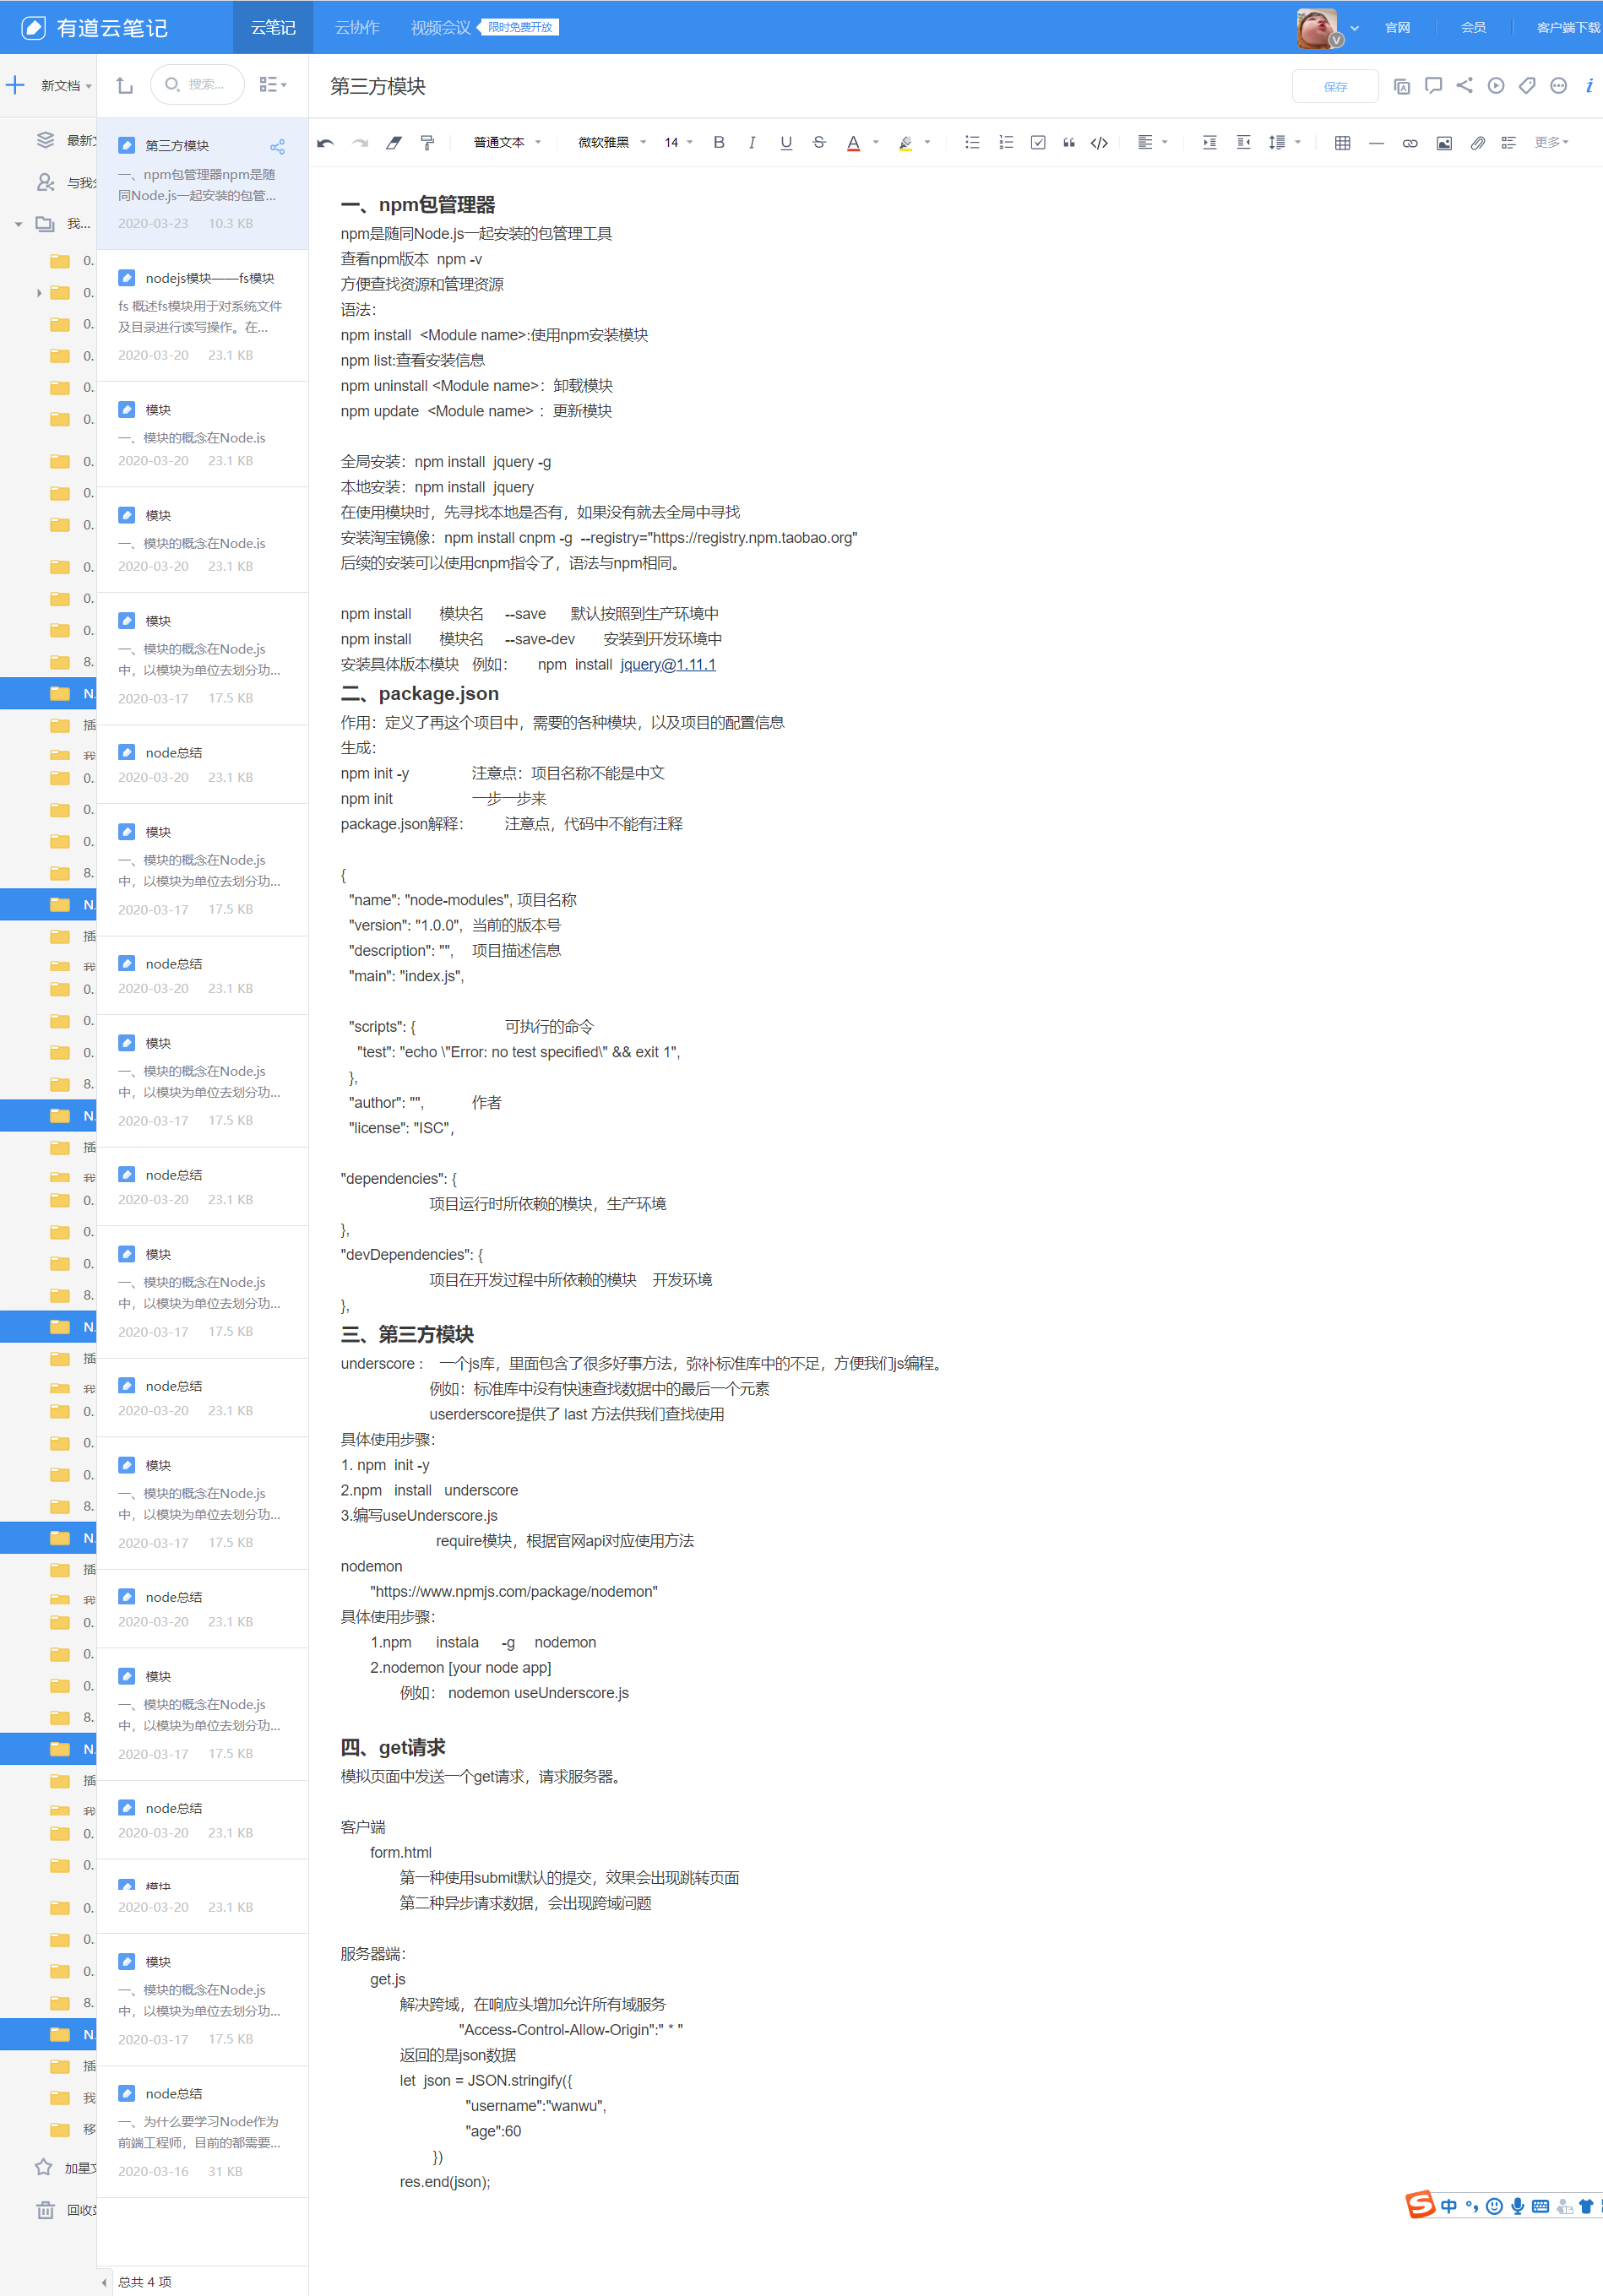 有道云笔记
云笔记
云协作
视频会议
限时免费开放
官网
会员
客户端下载
新文档
搜索...
第三方模块
保存
普通文本
微软雅黑
14
更多
最新文
与我分
我...
0.
0.
0.
0.
0.
0.
0.
0.
0.
0.
0.
0.
8.
N.
插
我
0.
0.
0.
8.
N.
插
我
0.
0.
0.
8.
N.
插
我
0.
0.
0.
8.
N.
插
我
0.
0.
0.
8.
N.
插
我
0.
0.
0.
8.
N.
插
我
0.
0.
0.
0.
0.
8.
N.
插
我
移
加星文
回收站
第三方模块
一、npm包管理器npm是随
同Node.js一起安装的包管...
2020-03-23 10.3 KB
nodejs模块——fs模块
fs 概述fs模块用于对系统文件
及目录进行读写操作。在...
2020-03-20 23.1 KB
模块
一、模块的概念在Node.js
2020-03-20 23.1 KB
模块
一、模块的概念在Node.js
2020-03-20 23.1 KB
模块
一、模块的概念在Node.js
中，以模块为单位去划分功...
2020-03-17 17.5 KB
node总结
2020-03-20 23.1 KB
模块
一、模块的概念在Node.js
中，以模块为单位去划分功...
2020-03-17 17.5 KB
node总结
2020-03-20 23.1 KB
模块
一、模块的概念在Node.js
中，以模块为单位去划分功...
2020-03-17 17.5 KB
node总结
2020-03-20 23.1 KB
模块
一、模块的概念在Node.js
中，以模块为单位去划分功...
2020-03-17 17.5 KB
node总结
2020-03-20 23.1 KB
模块
一、模块的概念在Node.js
中，以模块为单位去划分功...
2020-03-17 17.5 KB
node总结
2020-03-20 23.1 KB
模块
一、模块的概念在Node.js
中，以模块为单位去划分功...
2020-03-17 17.5 KB
node总结
2020-03-20 23.1 KB
模块
2020-03-20 23.1 KB
模块
一、模块的概念在Node.js
中，以模块为单位去划分功...
2020-03-17 17.5 KB
node总结
一、为什么要学习Node作为
前端工程师，目前的都需要...
2020-03-16 31 KB
总共 4 项
一、npm包管理器
npm是随同Node.js一起安装的包管理工具
查看npm版本 npm -v
方便查找资源和管理资源
语法：
npm install <Module name>:使用npm安装模块
npm list:查看安装信息
npm uninstall <Module name>：卸载模块
npm update <Module name> ：更新模块
全局安装：npm install jquery -g
本地安装：npm install jquery
在使用模块时，先寻找本地是否有，如果没有就去全局中寻找
安装淘宝镜像：npm install cnpm -g --registry="https://registry.npm.taobao.org"
后续的安装可以使用cnpm指令了，语法与npm相同。
npm install 模块名 --save 默认按照到生产环境中
npm install 模块名 --save-dev 安装到开发环境中
安装具体版本模块 例如： npm install jquery@1.11.1
二、package.json
作用：定义了再这个项目中，需要的各种模块，以及项目的配置信息
生成：
npm init -y 注意点：项目名称不能是中文
npm init 一步一步来
package.json解释： 注意点，代码中不能有注释
{
"name": "node-modules", 项目名称
"version": "1.0.0", 当前的版本号
"description": "", 项目描述信息
"main": "index.js",
"scripts": { 可执行的命令
"test": "echo \"Error: no test specified\" && exit 1",
},
"author": "", 作者
"license": "ISC",
"dependencies": {
项目运行时所依赖的模块，生产环境
},
"devDependencies": {
项目在开发过程中所依赖的模块 开发环境
},
三、第三方模块
underscore： 一个js库，里面包含了很多好事方法，弥补标准库中的不足，方便我们js编程。
例如：标准库中没有快速查找数据中的最后一个元素
userderscore提供了 last 方法供我们查找使用
具体使用步骤：
1. npm init -y
2.npm install underscore
3.编写useUnderscore.js
require模块，根据官网api对应使用方法
nodemon
"https://www.npmjs.com/package/nodemon"
具体使用步骤：
1.npm instala -g nodemon
2.nodemon [your node app]
例如： nodemon useUnderscore.js
四、get请求
模拟页面中发送一个get请求，请求服务器。
客户端
form.html
第一种使用submit默认的提交，效果会出现跳转页面
第二种异步请求数据，会出现跨域问题
服务器端：
get.js
解决跨域，在响应头增加允许所有域服务
"Access-Control-Allow-Origin":" * "
返回的是json数据
let json = JSON.stringify({
"username":"wanwu",
"age":60
})
res.end(json);
中